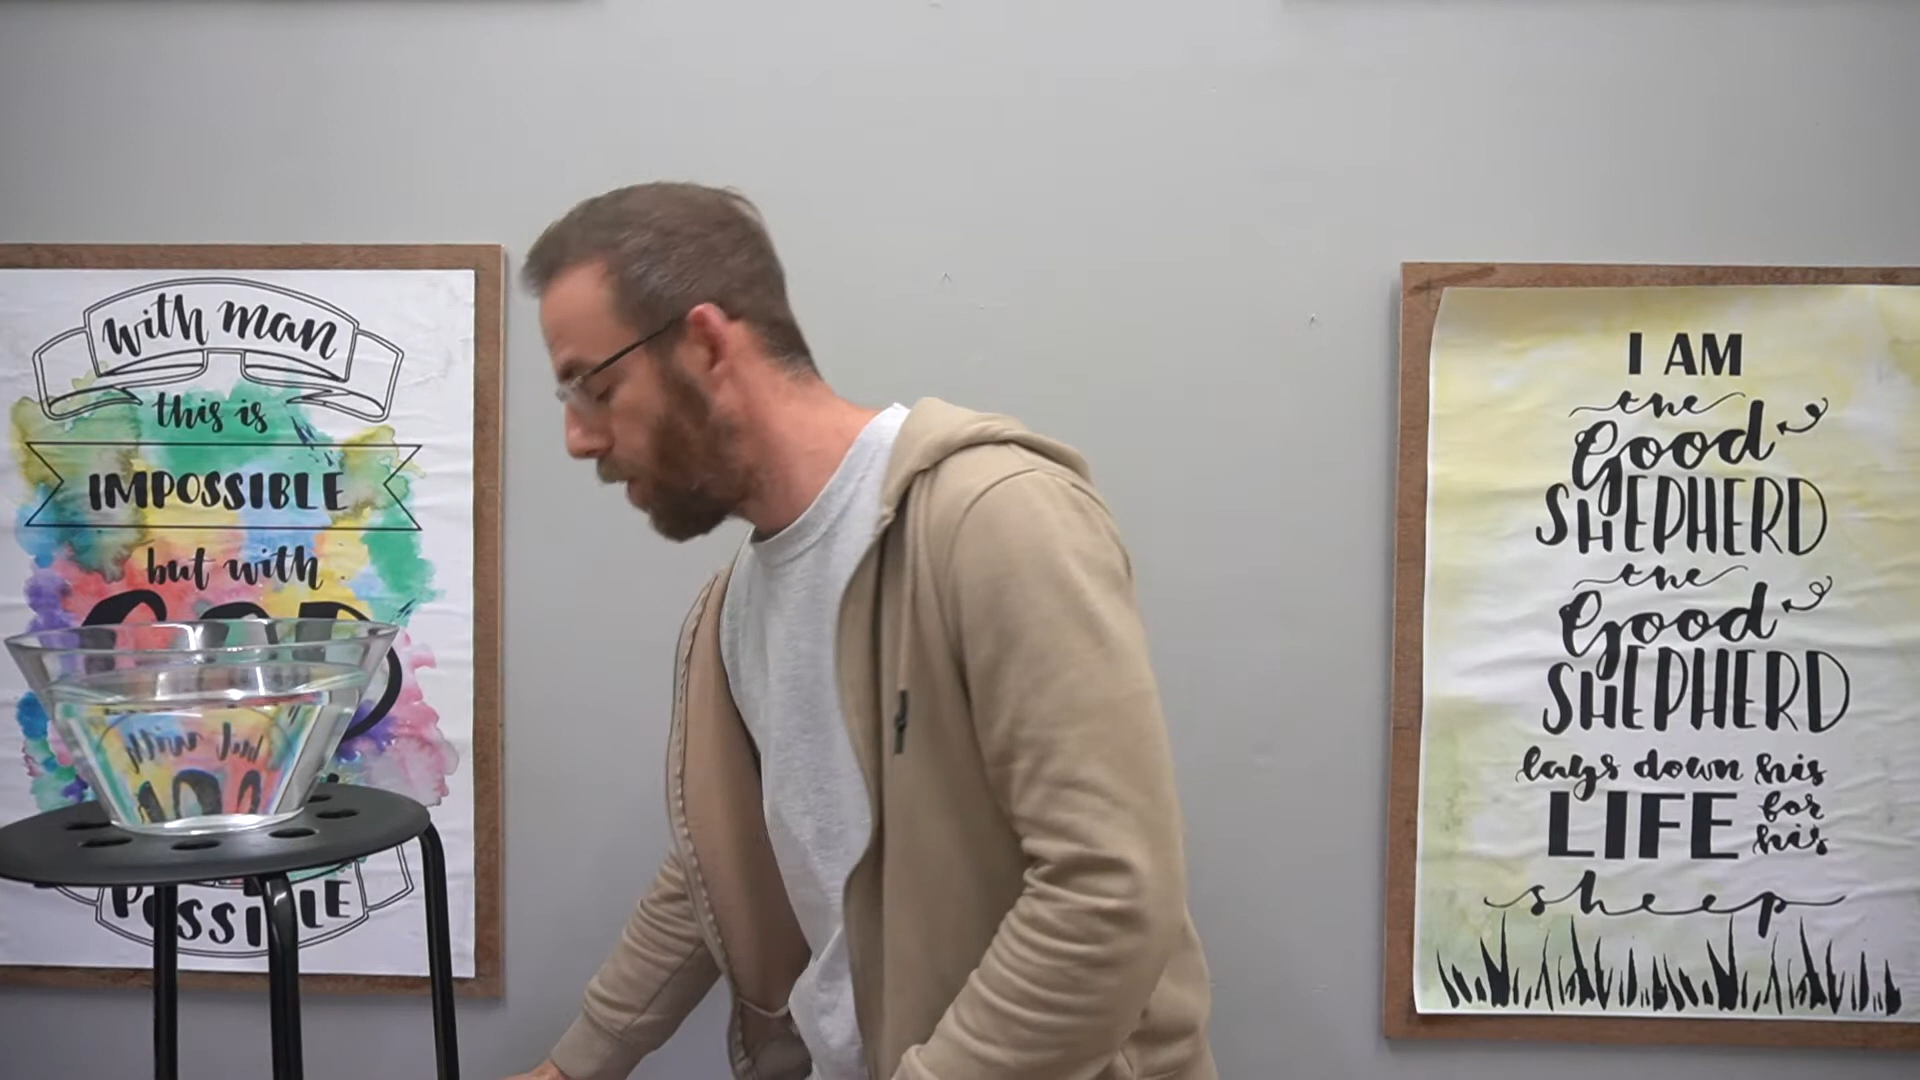 with man
this is
IMPOSSIBLE
but with
GOD
POSSIBLE
I AM
the
Good
SHEPHERD
the
Good
SHEPHERD
lays down his
LIFE for his
sheep